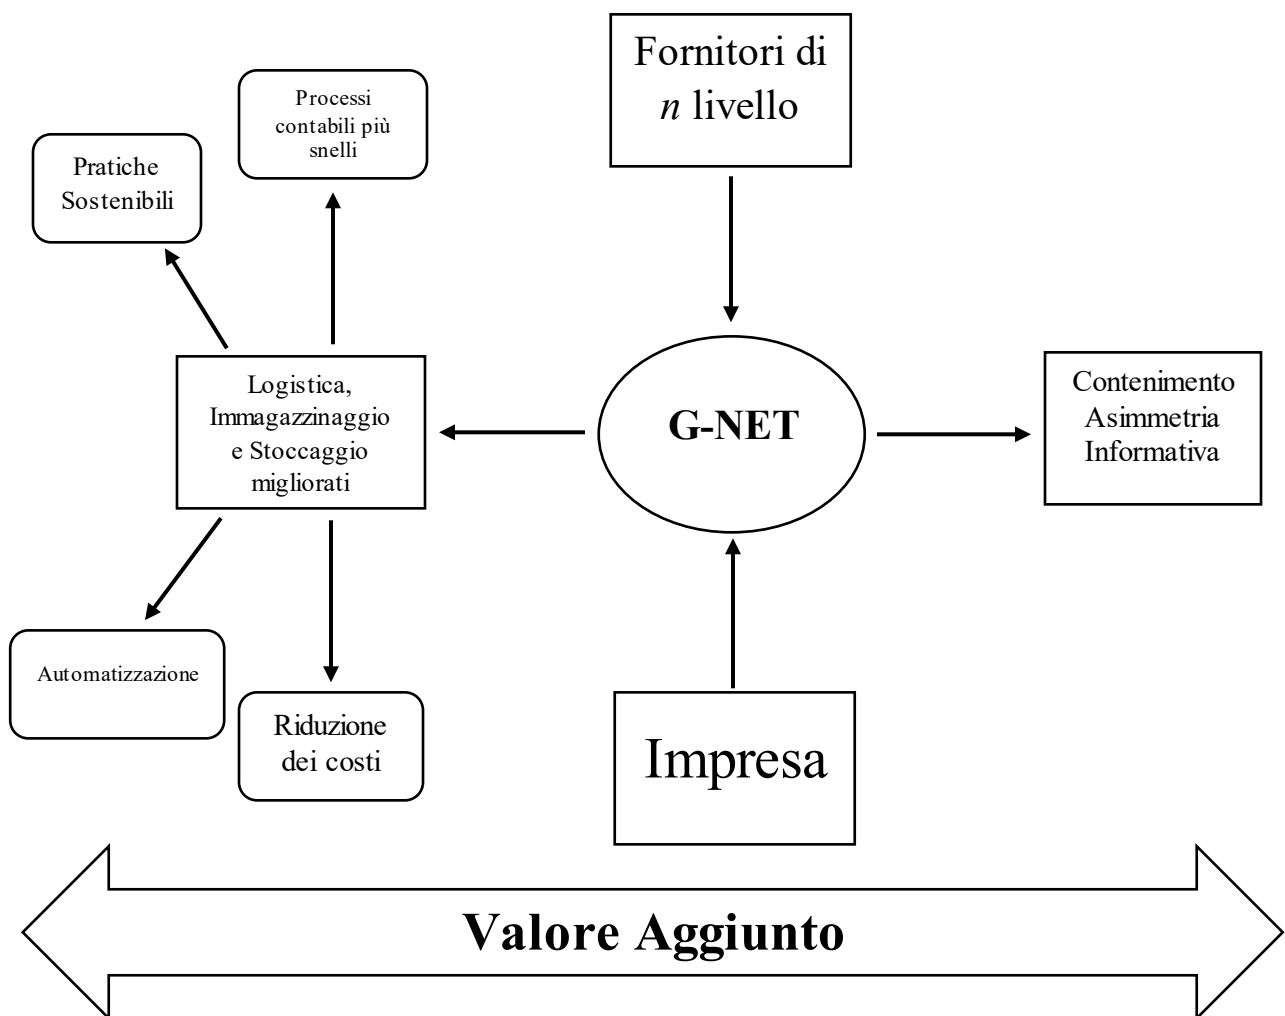 Fornitori di
n livello
Processi
contabili più
snelli
Pratiche
Sostenibili
Logistica,
Immagazzinaggio
e Stoccaggio
migliorati
G-NET
Contenimento
Asimmetria
Informativa
Automatizzazione
Riduzione
dei costi
Impresa
Valore Aggiunto